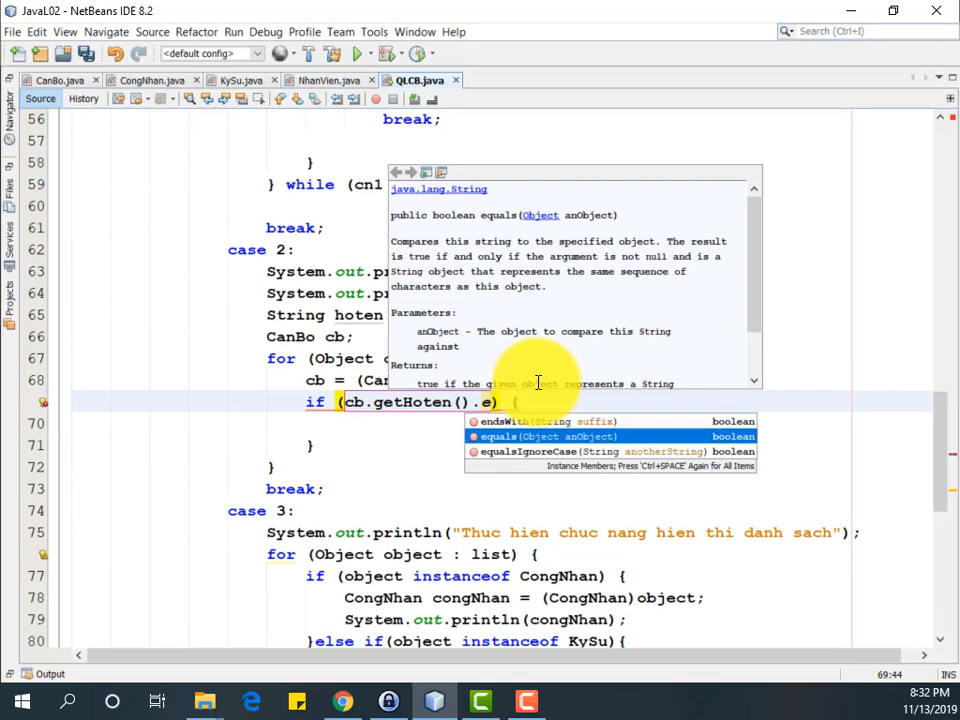 JavaL02 - NetBeans IDE 8.2
File Edit View Navigate Source Refactor Run Debug Profile Team Tools Window Help
Search (Ctrl+I)
<default config>
CanBo.java CongNhan.java KySu.java NhanVien.java QLCB.java
Source History
Navigator
Files
Services
Projects
56 break;
57
58 }
59 } while (cn1
60
61 break;
62 case 2:
63 System.out.pr
64 System.out.pr
65 String hoten
66 CanBo cb;
67 for (Object o
68 cb = (Can
if (cb.getHoten().e) {
70
71 }
72 }
73 break;
74 case 3:
75 System.out.println("Thuc hien chuc nang hien thi danh sach");
for (Object object : list) {
77 if (object instanceof CongNhan) {
78 CongNhan congNhan = (CongNhan)object;
79 System.out.println(congNhan);
80 }else if(object instanceof KySu){
java.lang.String
public boolean equals(Object anObject)
Compares this string to the specified object. The result
is true if and only if the argument is not null and is a
String object that represents the same sequence of
characters as this object.
Parameters:
anObject - The object to compare this String
against
Returns:
true if the given object represents a String
endsWith(String suffix) boolean
equals(Object anObject) boolean
equalsIgnoreCase(String anotherString) boolean
Instance Members; Press 'Ctrl+SPACE' Again for All Items
Output
69:44 INS
8:32 PM
11/13/2019